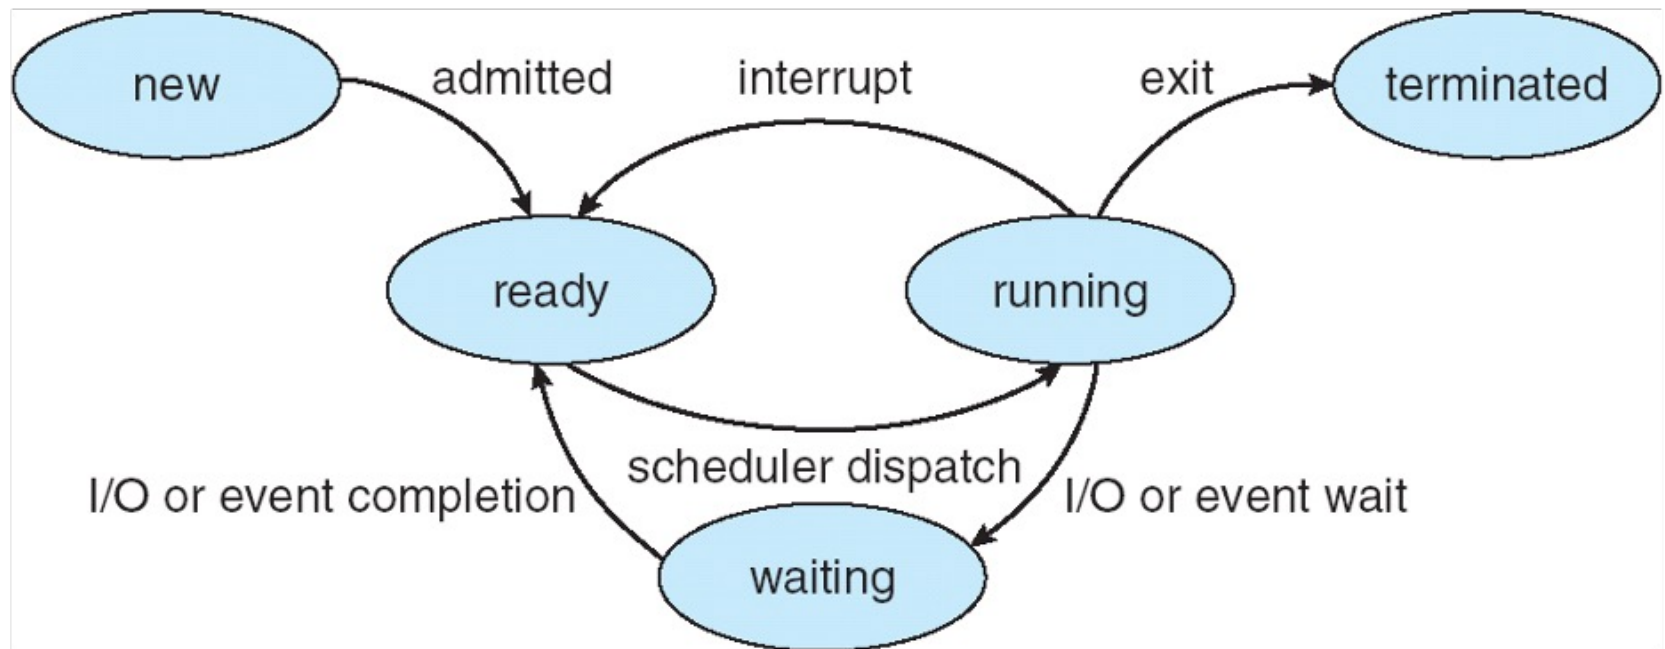 new
admitted
interrupt
exit
terminated
ready
running
scheduler dispatch
I/O or event completion
I/O or event wait
waiting